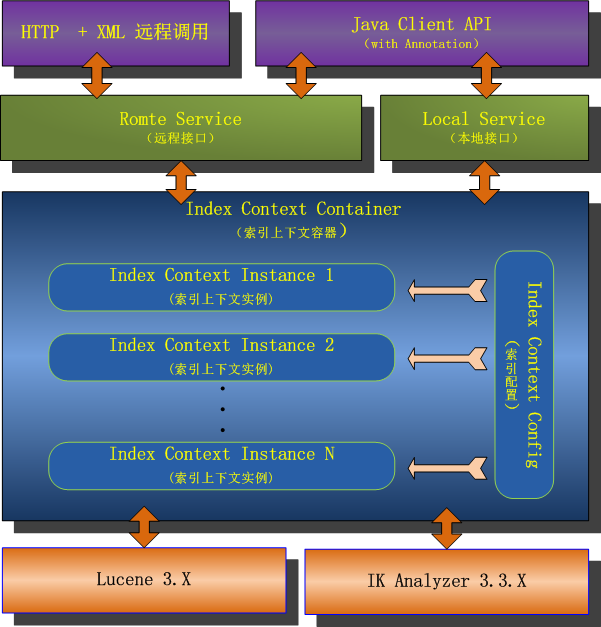 HTTP + XML 远程调用
Java Client API
(with Annotation)
Romte Service
(远程接口)
Local Service
(本地接口)
Index Context Container
(索引上下文容器)
Index Context Instance 1
(索引上下文实例)
Index Context Instance 2
(索引上下文实例)
Index Context Instance N
(索引上下文实例)
Index Context Config
(索引配置)
Lucene 3.X
IK Analyzer 3.3.X